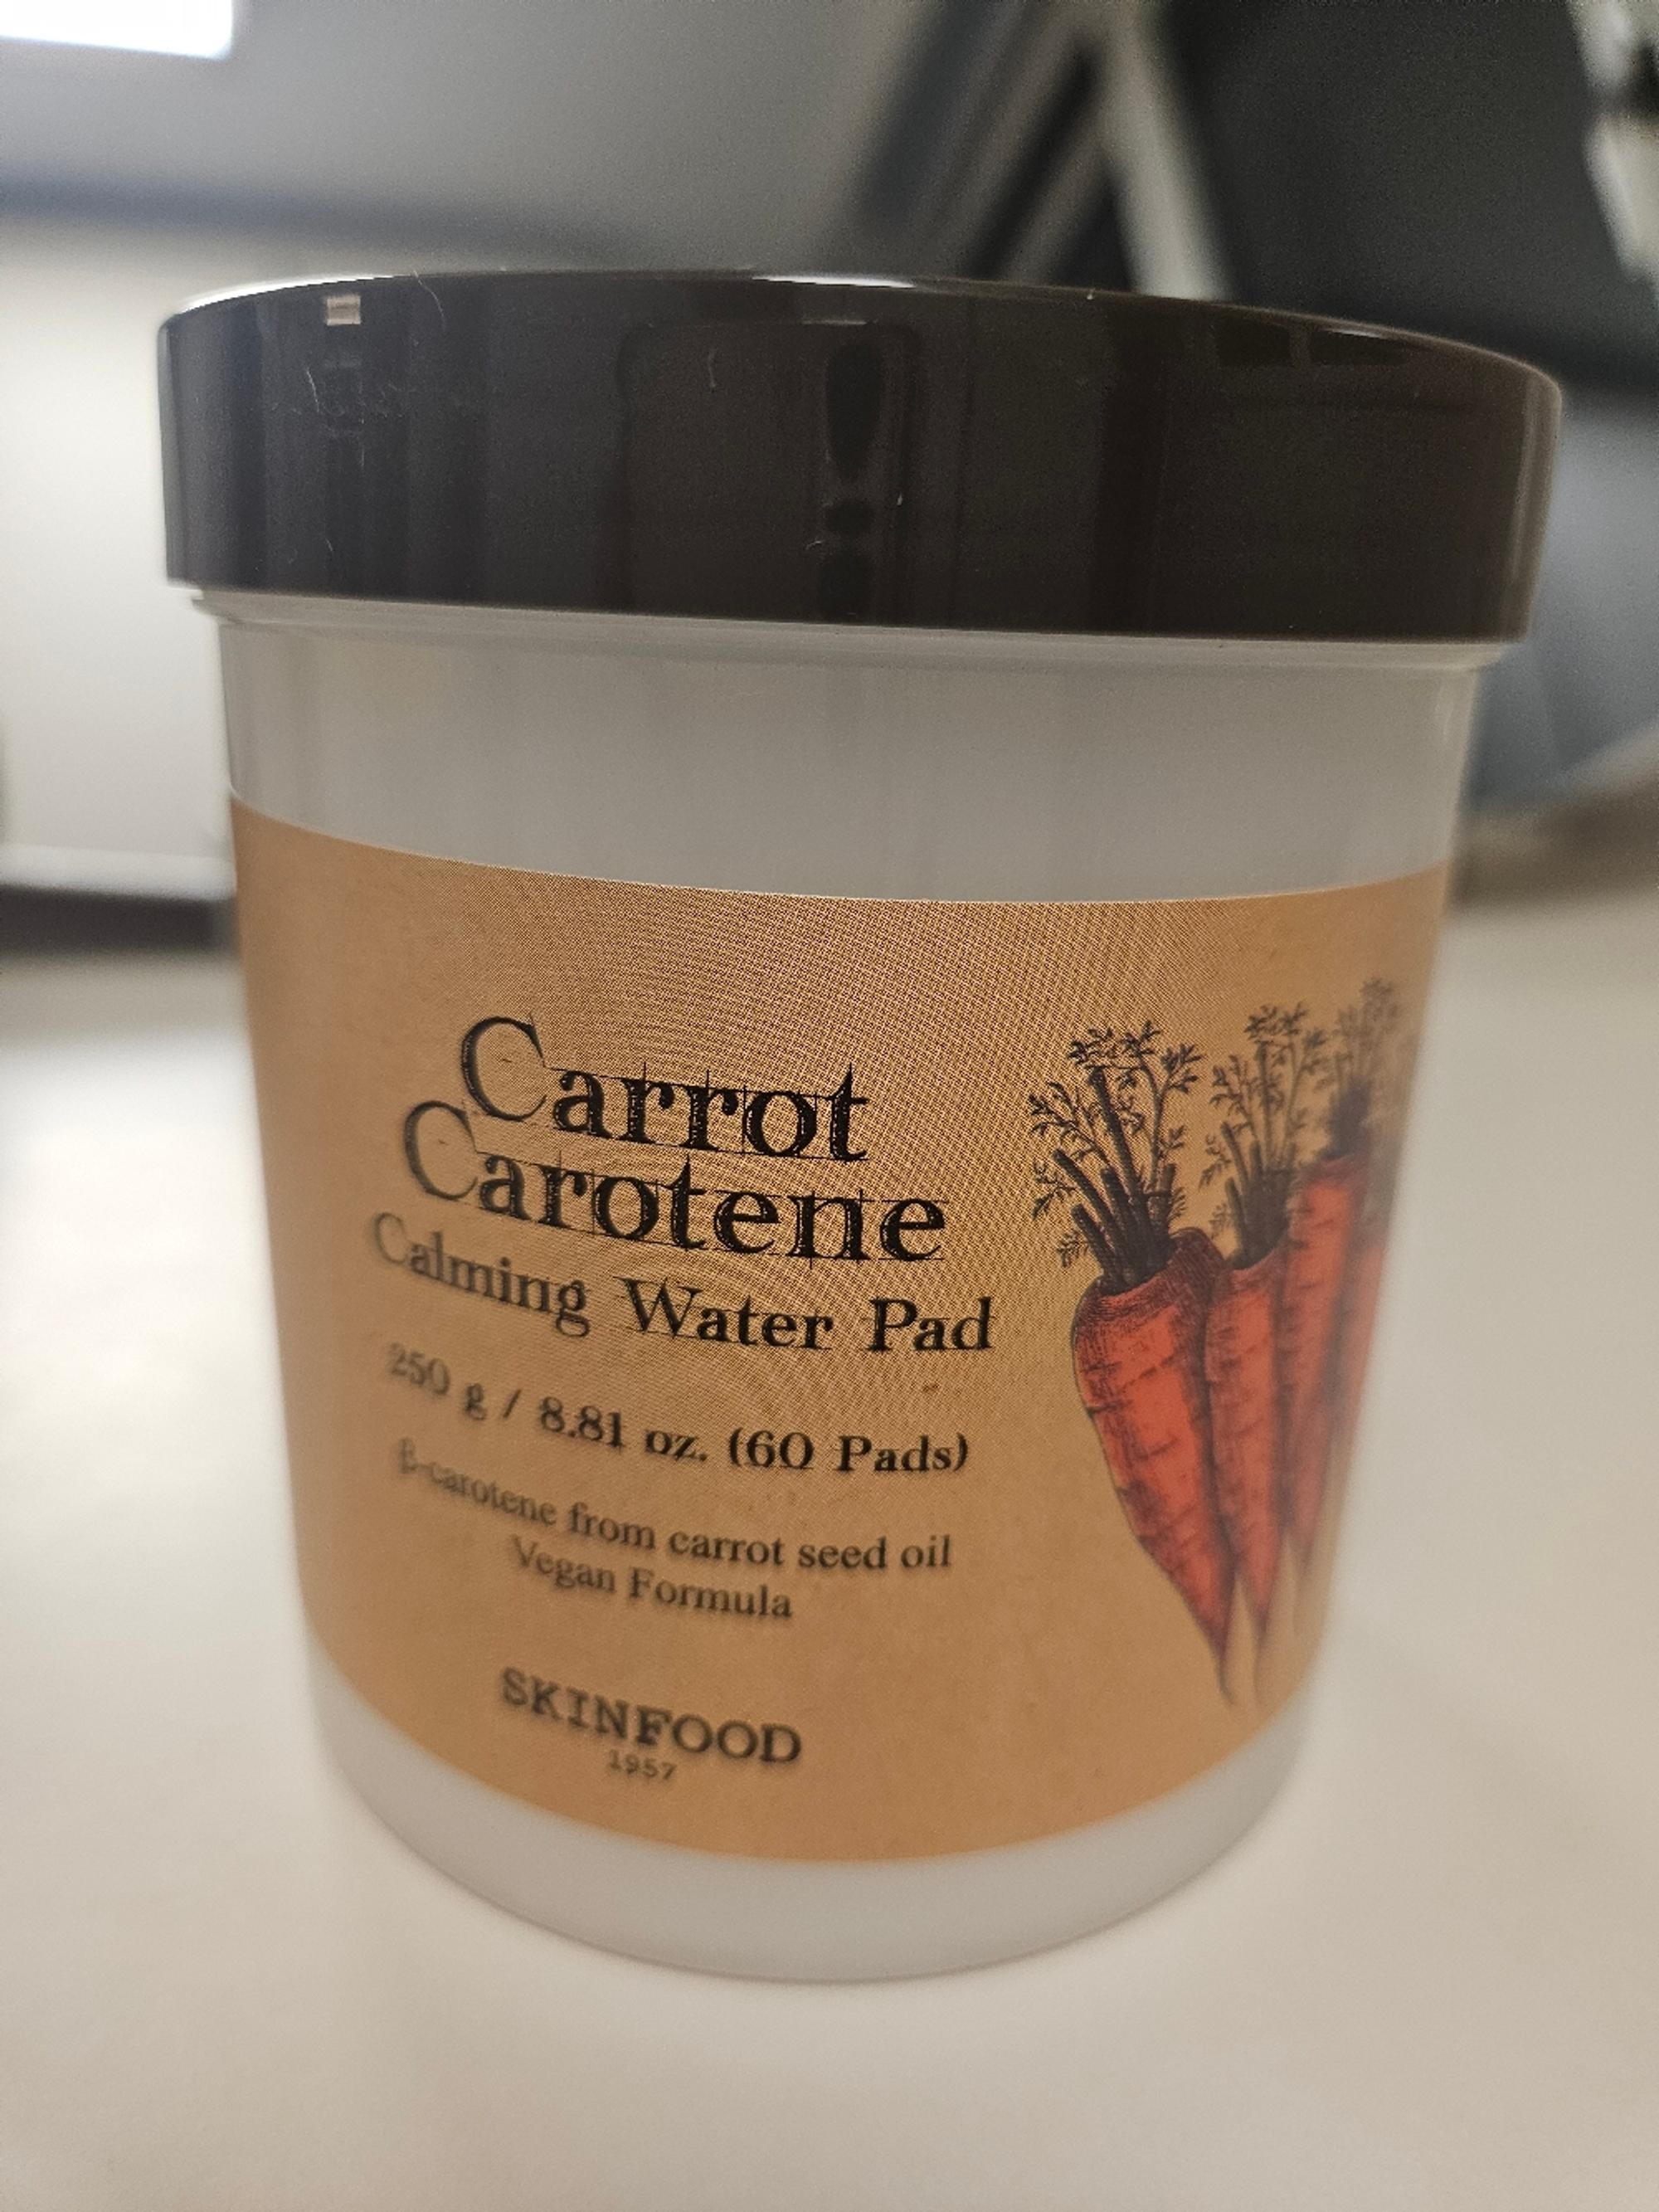 Carrot
Carotene
Calming Water Pad
250 g / 8.81 oz. (60 Pads)
β-carotene from carrot seed oil
Vegan Formula
SKINFOOD
1957